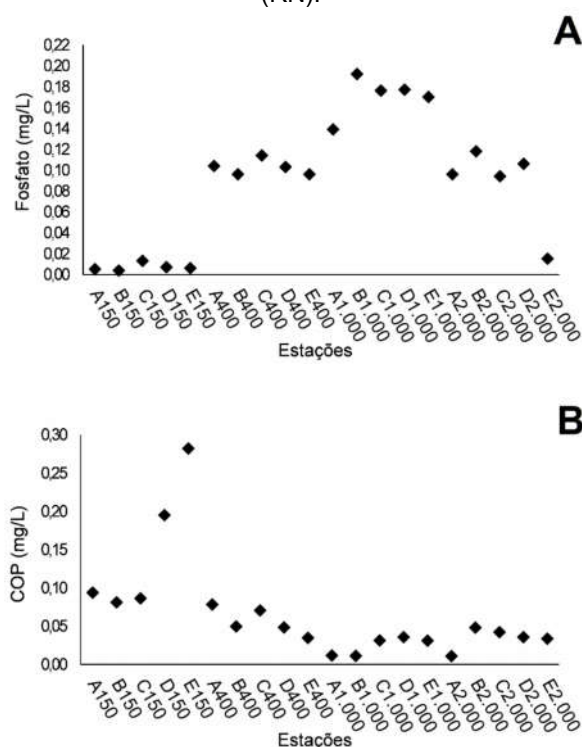 (RN).
A
Fosfato (mg/L)
0,22
0,20
0,18
0,16
0,14
0,12
0,10
0,08
0,06
0,04
0,02
0,00
A150
B150
C150
D150
E150
A400
B400
C400
D400
E400
A1.000
B1.000
C1.000
D1.000
E1.000
A2.000
B2.000
C2.000
D2.000
E2.000
Estações
B
COP (mg/L)
0,30
0,25
0,20
0,15
0,10
0,05
0,00
A150
B150
C150
D150
E150
A400
B400
C400
D400
E400
A1.000
B1.000
C1.000
D1.000
E1.000
A2.000
B2.000
C2.000
D2.000
E2.000
Estações